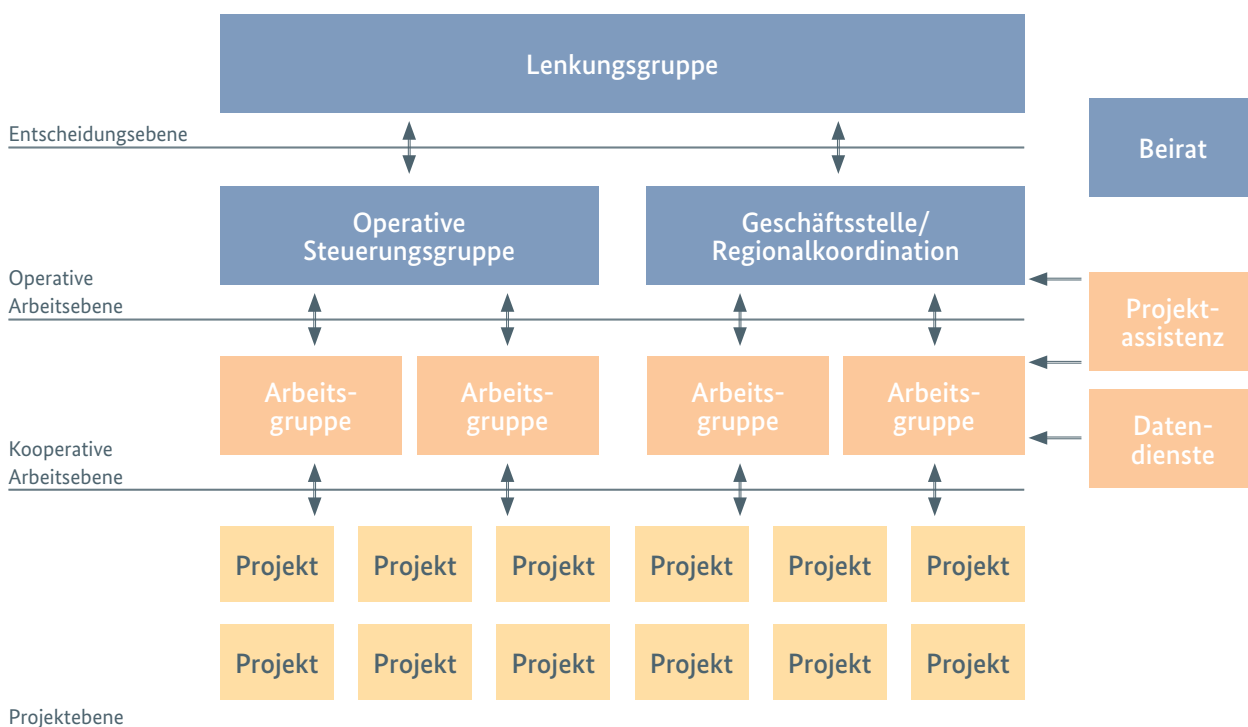 Lenkungsgruppe
Entscheidungsebene
Beirat
Operative
Steuerungsgruppe
Geschäftsstelle/
Regionalkoordination
Operative
Arbeitsebene
Projekt-
assistenz
Arbeits-
gruppe
Arbeits-
gruppe
Arbeits-
gruppe
Arbeits-
gruppe
Daten-
dienste
Kooperative
Arbeitsebene
Projekt
Projekt
Projekt
Projekt
Projekt
Projekt
Projekt
Projekt
Projekt
Projekt
Projekt
Projekt
Projektebene